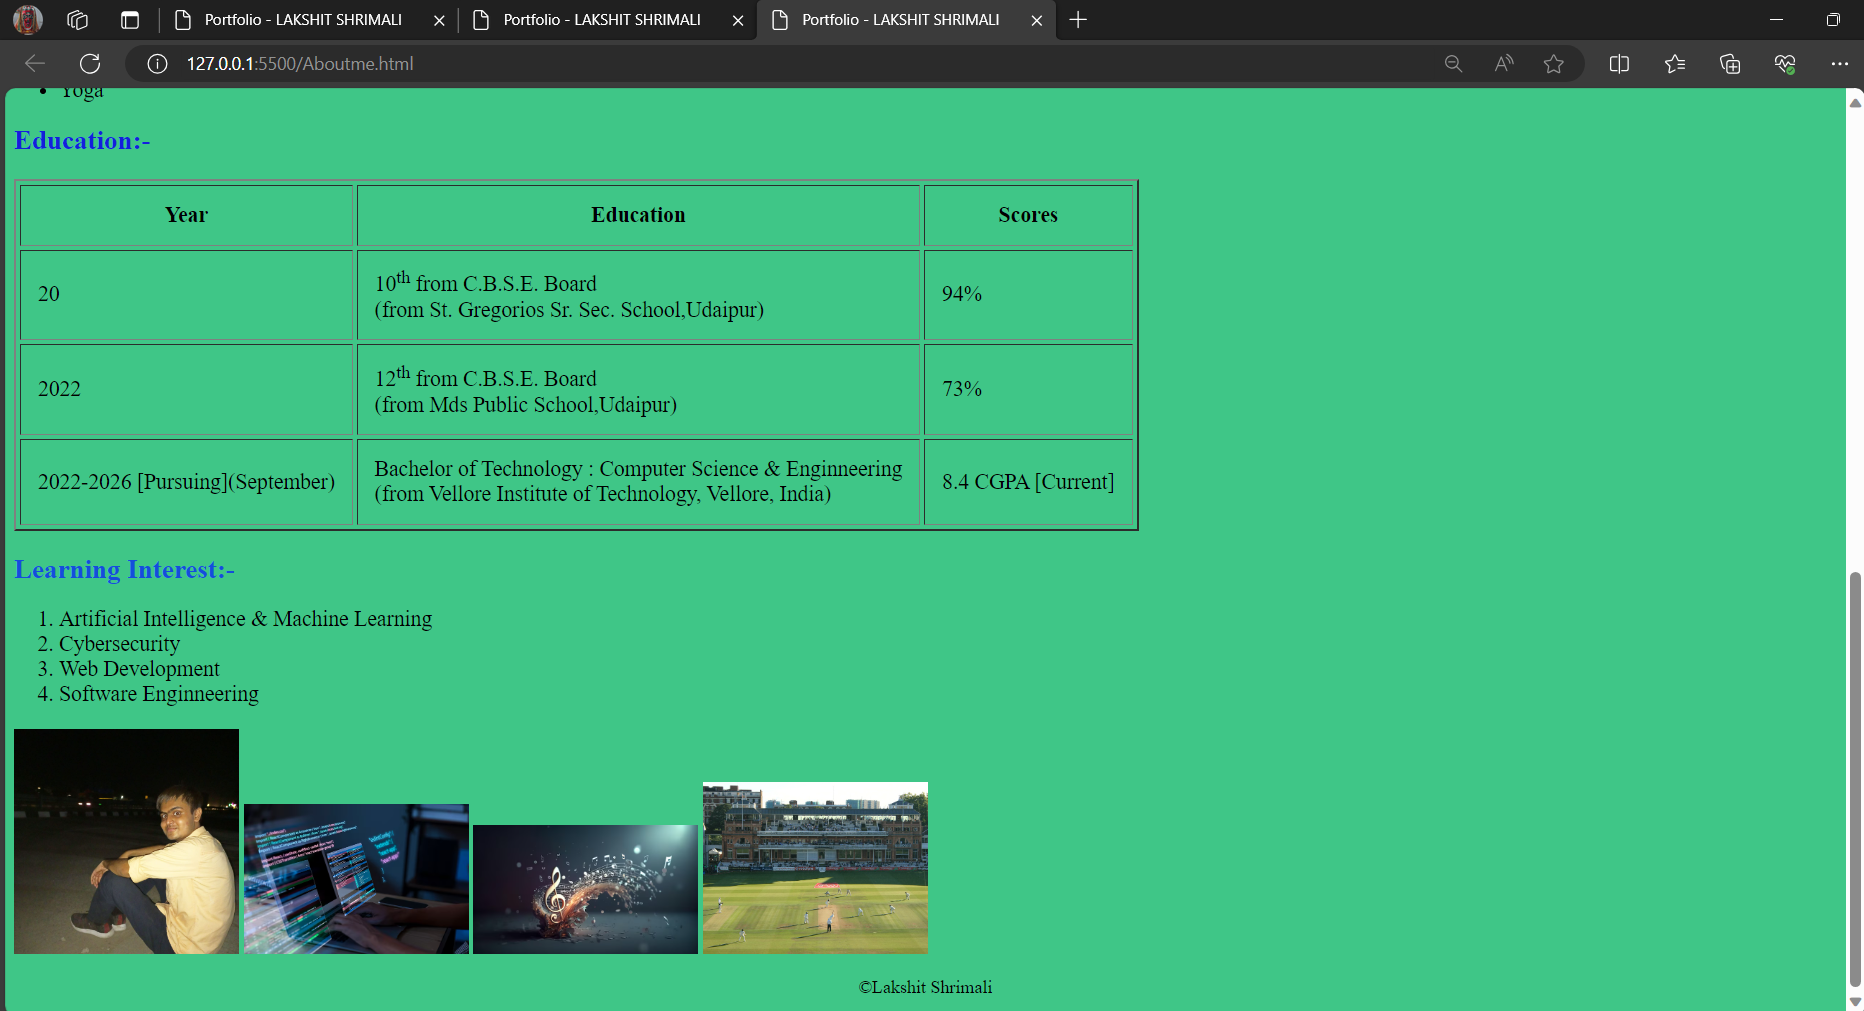 Portfolio - LAKSHIT SHRIMALI
Portfolio - LAKSHIT SHRIMALI
Portfolio - LAKSHIT SHRIMALI
127.0.0.1:5500/Aboutme.html
Yoga
Education:-
Year Education Scores
20
10th from C.B.S.E. Board
(from St. Gregorios Sr. Sec. School,Udaipur)
94%
2022
12th from C.B.S.E. Board
(from Mds Public School,Udaipur)
73%
2022-2026 [Pursuing](September)
Bachelor of Technology : Computer Science & Enginneering
(from Vellore Institute of Technology, Vellore, India)
8.4 CGPA [Current]
Learning Interest:-
1. Artificial Intelligence & Machine Learning
2. Cybersecurity
3. Web Development
4. Software Enginneering
©Lakshit Shrimali